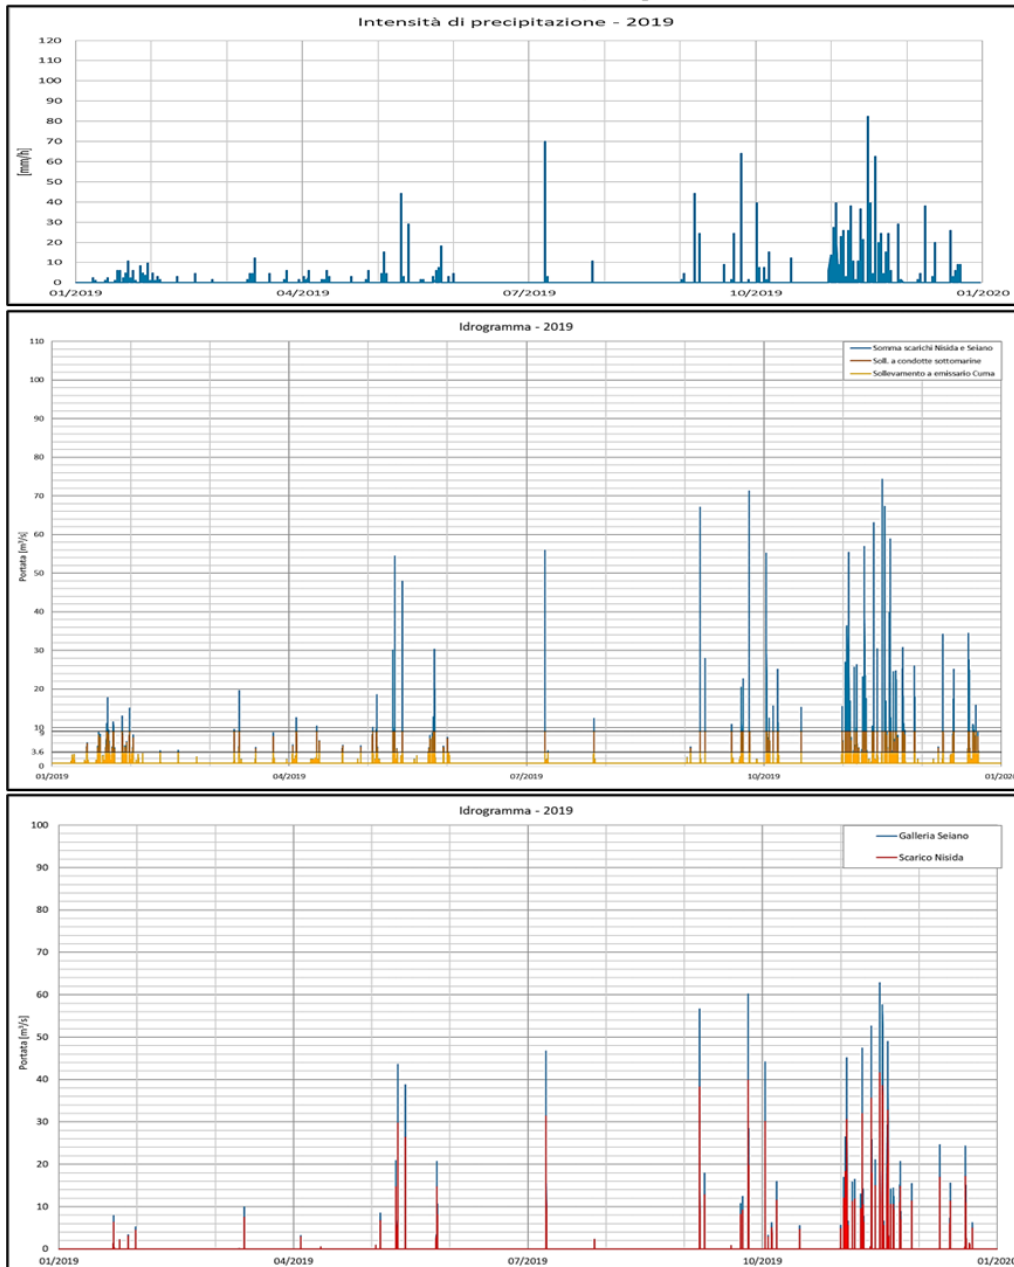 Intensità di precipitazione - 2019
120
110
100
90
80
70
60
50
40
30
20
10
0
[mm/h]
01/2019 04/2019 07/2019 10/2019 01/2020
Idrogramma - 2019
110
100
90
80
70
60
50
40
30
20
10
9
3.6
0
Portata [m³/s]
Somma scarichi Nisida e Seiano
Soll. a condotte sottomarine
Sollevamento a emissario Cuma
01/2019 04/2019 07/2019 10/2019 01/2020
Idrogramma - 2019
100
90
80
70
60
50
40
30
20
10
0
Portata [m³/s]
Galleria Seiano
Scarico Nisida
01/2019 04/2019 07/2019 10/2019 01/2020